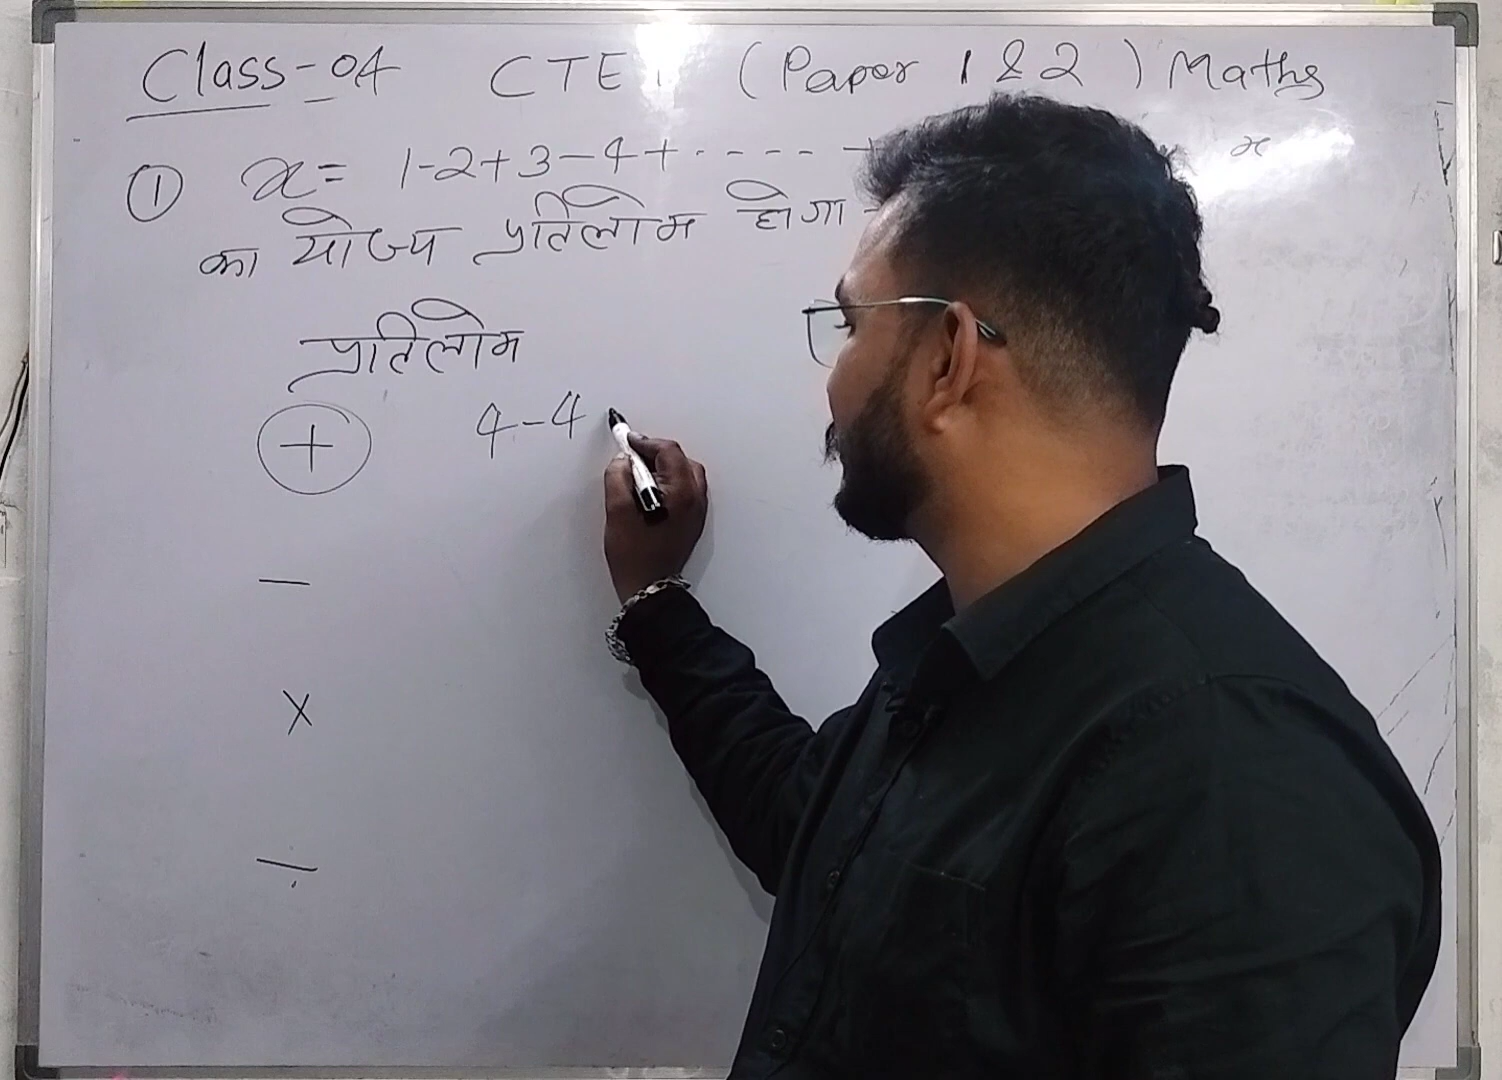 Class-04 CTET (Paper 1 & 2) Maths
① x= 1-2+3-4+----- + x
का योज्य प्रतिलोम होगा -
प्रतिलोम
+ 4-4
-
×
÷